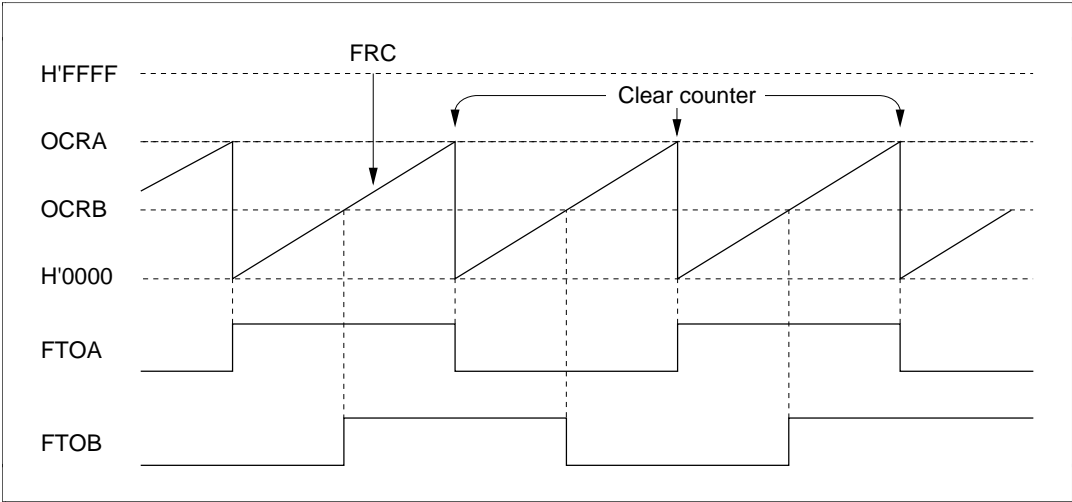 FRC
H'FFFF
Clear counter
OCRA
OCRB
H'0000
FTOA
FTOB